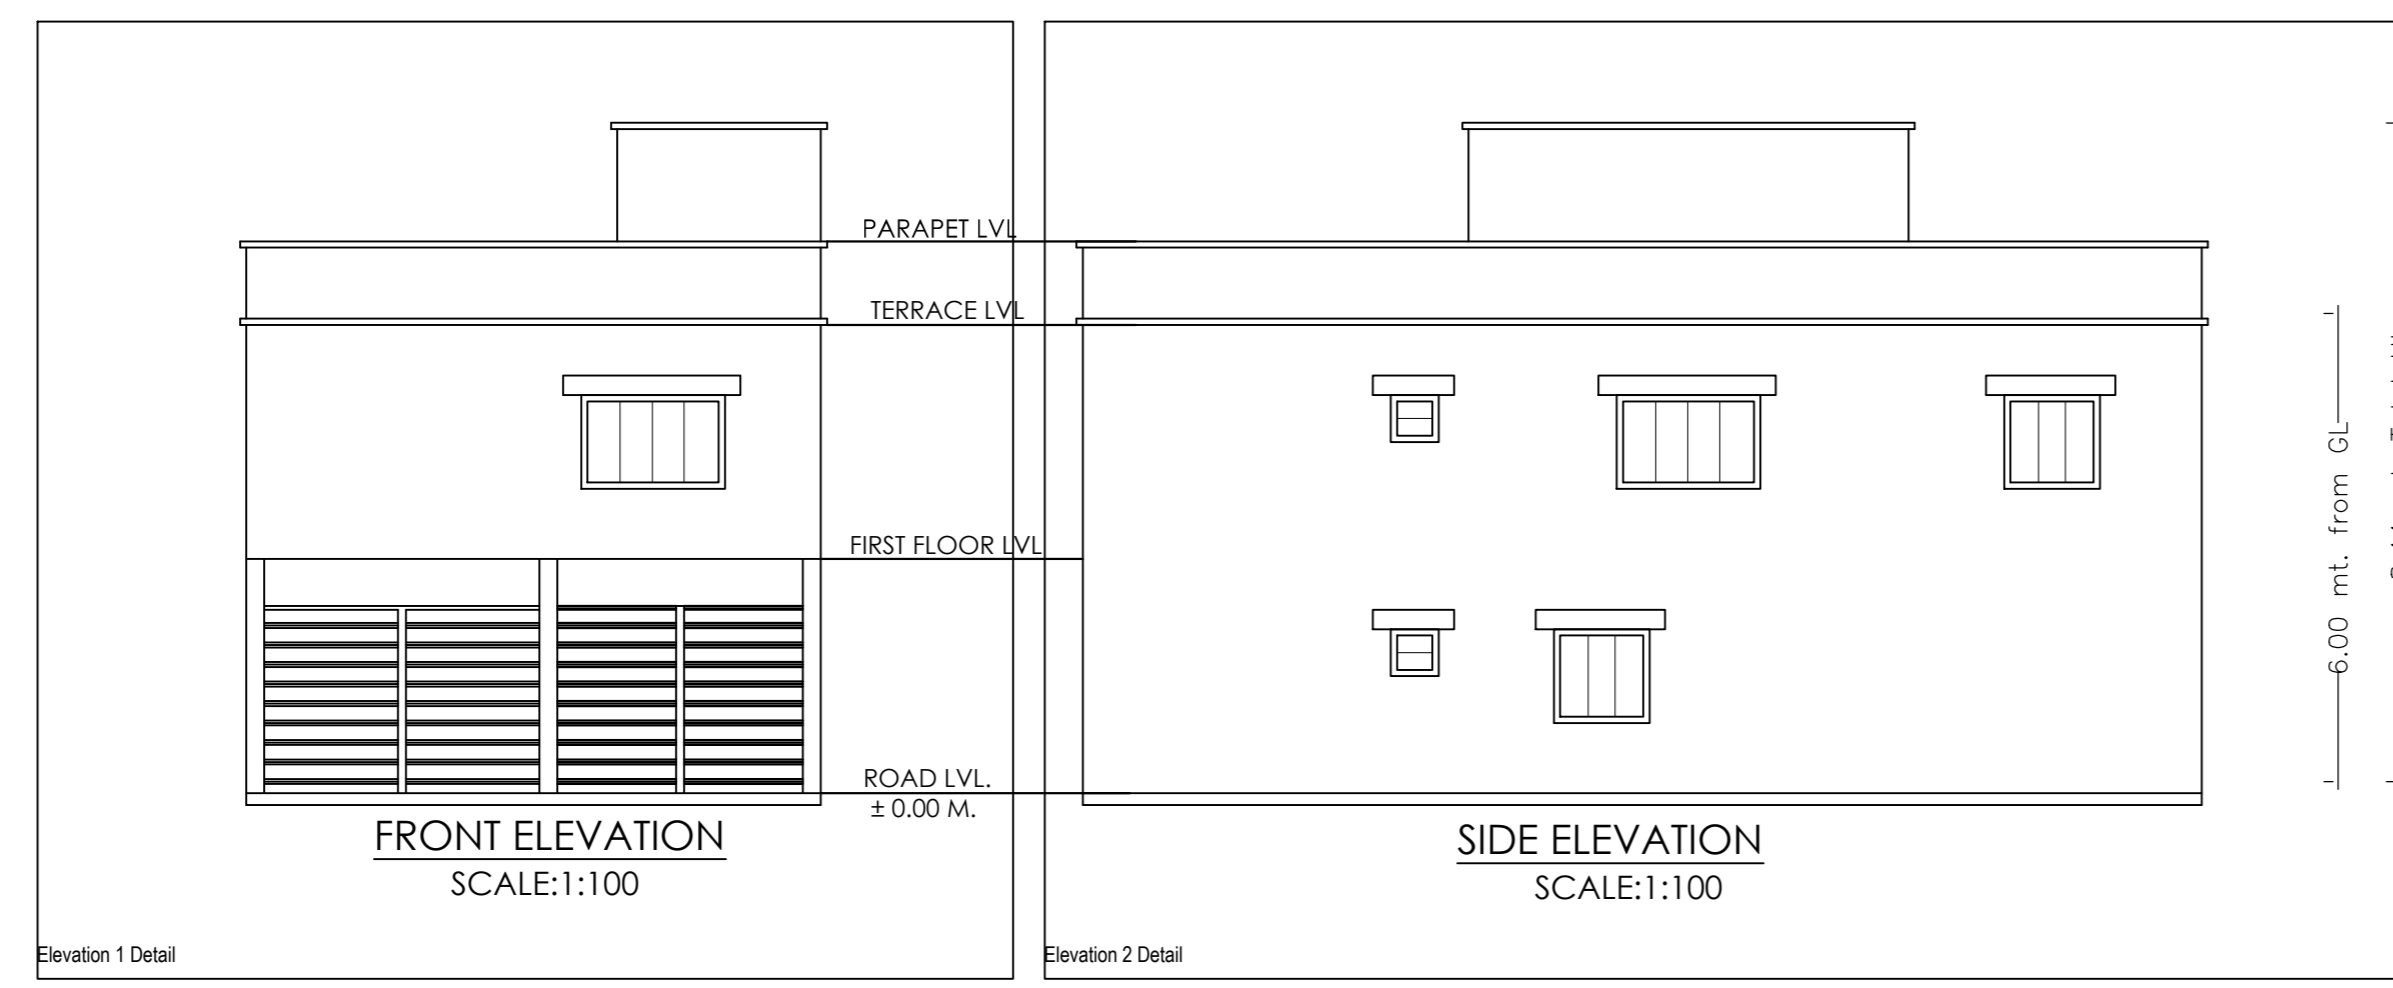 PARAPET LVL
TERRACE LVL
FIRST FLOOR LVL
ROAD LVL.
± 0.00 M.
FRONT ELEVATION
SCALE:1:100
Elevation 1 Detail
SIDE ELEVATION
SCALE:1:100
Elevation 2 Detail
6.00 mt. from GL